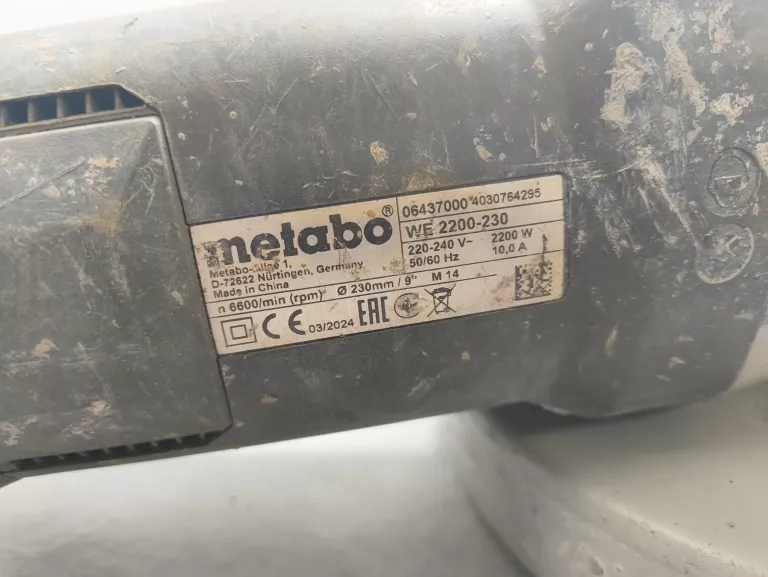 metabo®
Metabo-Allee 1,
D-72622 Nürtingen, Germany
Made in China
06437000 4030764295
WE 2200-230
220-240 V~ 2200 W
50/60 Hz 10,0 A
n 6600/min (rpm) Ø 230mm / 9" M 14
CE 03/2024 EAC